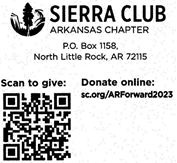 SIERRA CLUB
ARKANSAS CHAPTER
P.O. Box 1158,
North Little Rock, AR 72115
Scan to give:
Donate online:
sc.org/ARForward2023